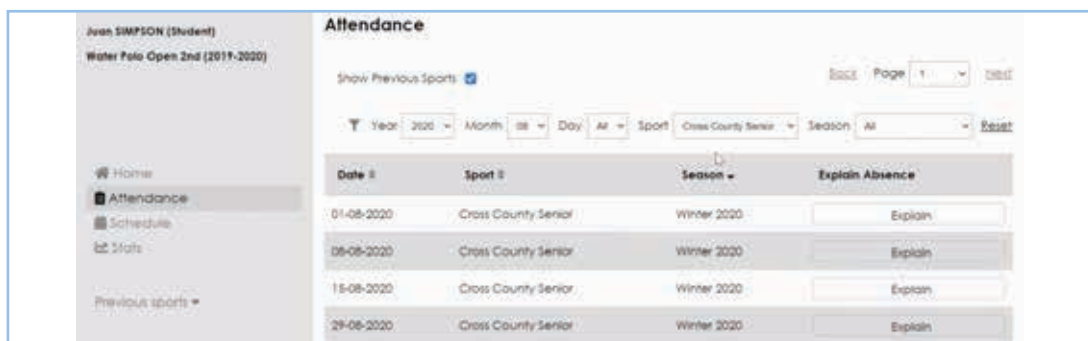 Juan SIMPSON (Student)
Water Polo Open 2nd (2019-2020)
Home
Attendance
Schedule
Stats
Previous sports
Attendance
Show Previous Sports
Back Page 1 Next
Year 2020 Month 08 Day All Sport Cross County Senior Season All Reset
Date Sport Season Explain Absence
01-08-2020 Cross County Senior Winter 2020 Explain
08-08-2020 Cross County Senior Winter 2020 Explain
15-08-2020 Cross County Senior Winter 2020 Explain
29-08-2020 Cross County Senior Winter 2020 Explain